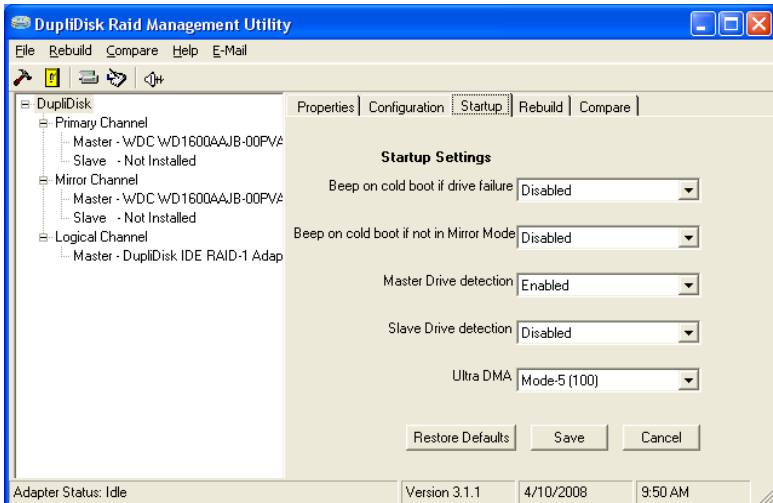 DupliDisk Raid Management Utility
File Rebuild Compare Help E-Mail
DupliDisk
Primary Channel
Master - WDC WD1600AAJB-00PVA
Slave - Not Installed
Mirror Channel
Master - WDC WD1600AAJB-00PVA
Slave - Not Installed
Logical Channel
Master - DupliDisk IDE RAID-1 Adap
Properties Configuration Startup Rebuild Compare
Startup Settings
Beep on cold boot if drive failure Disabled
Beep on cold boot if not in Mirror Mode Disabled
Master Drive detection Enabled
Slave Drive detection Disabled
Ultra DMA Mode-5 (100)
Restore Defaults Save Cancel
Adapter Status: Idle Version 3.1.1 4/10/2008 9:50 AM